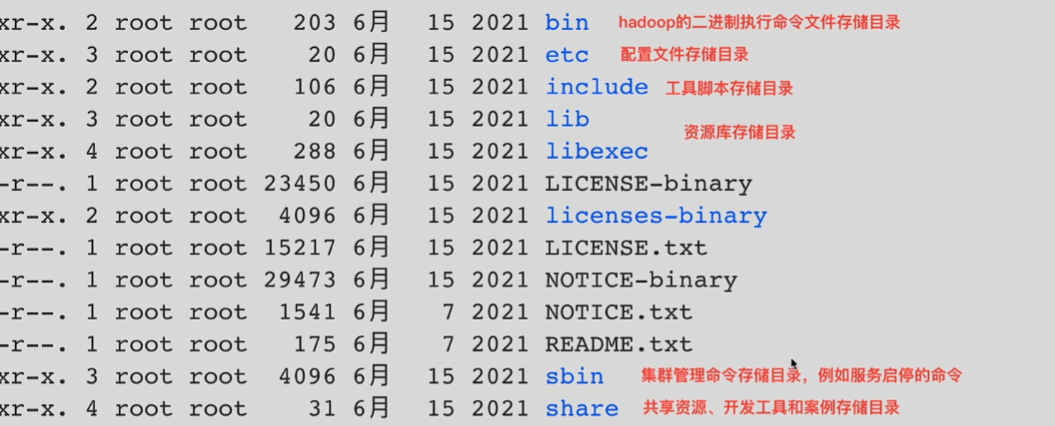 xr-x. 2 root root 203 6月 15 2021 bin hadoop的二进制执行命令文件存储目录
xr-x. 3 root root 20 6月 15 2021 etc 配置文件存储目录
xr-x. 2 root root 106 6月 15 2021 include 工具脚本存储目录
xr-x. 3 root root 20 6月 15 2021 lib
资源库存储目录
xr-x. 4 root root 288 6月 15 2021 libexec
-r--. 1 root root 23450 6月 15 2021 LICENSE-binary
xr-x. 2 root root 4096 6月 15 2021 licenses-binary
-r--. 1 root root 15217 6月 15 2021 LICENSE.txt
-r--. 1 root root 29473 6月 15 2021 NOTICE-binary
-r--. 1 root root 1541 6月 7 2021 NOTICE.txt
-r--. 1 root root 175 6月 7 2021 README.txt
xr-x. 3 root root 4096 6月 15 2021 sbin 集群管理命令存储目录，例如服务启停的命令
xr-x. 4 root root 31 6月 15 2021 share 共享资源、开发工具和案例存储目录